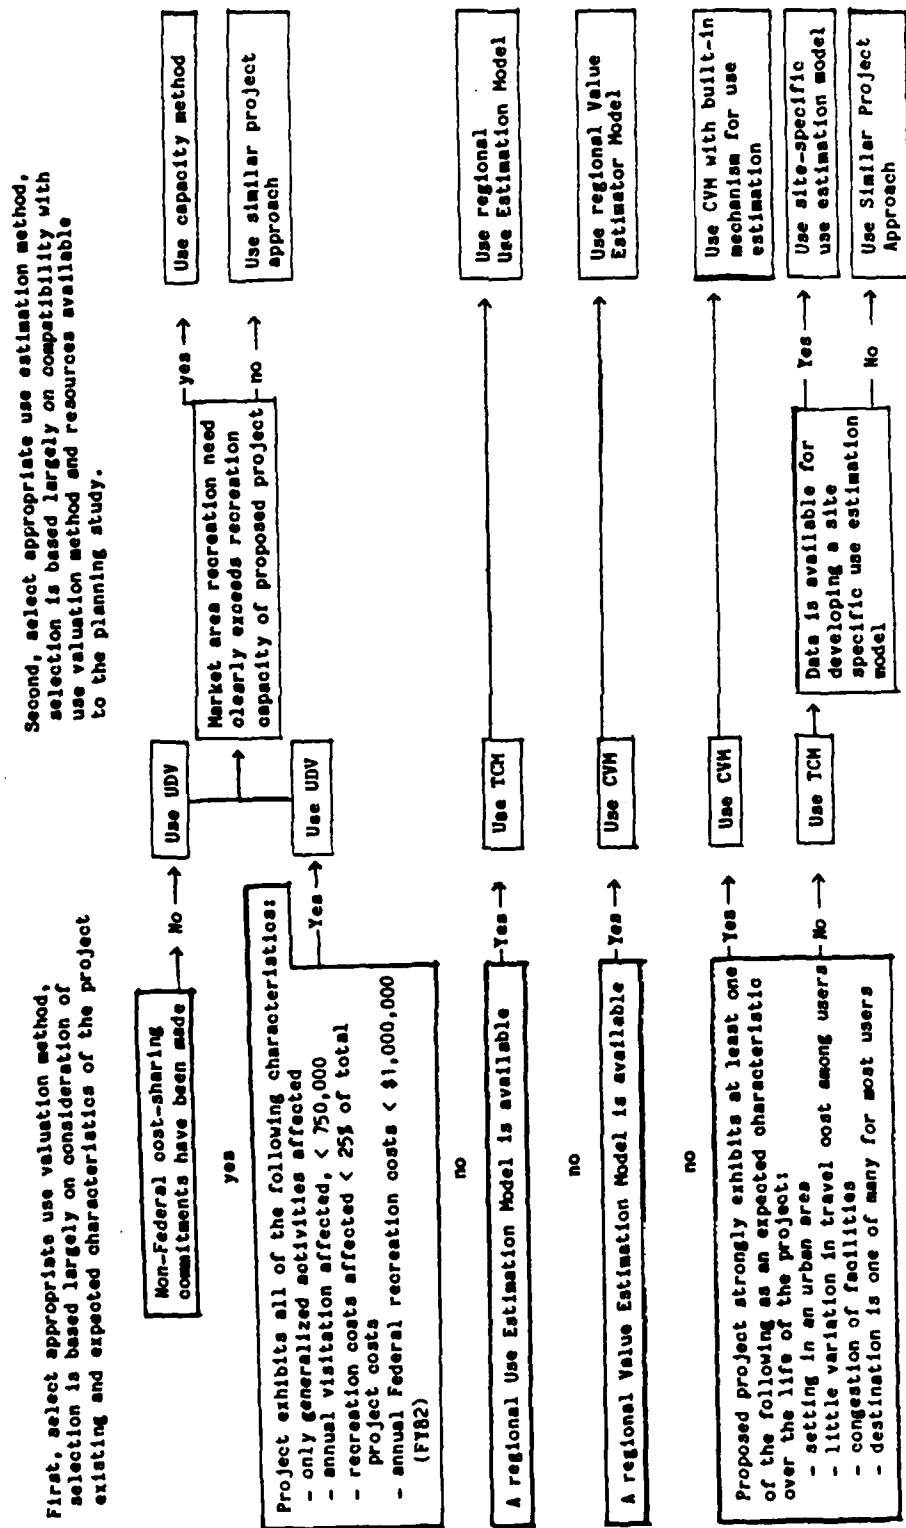 First, select appropriate use valuation method,
selection is based largely on consideration of
existing and expected characteristics of the project
Second, select appropriate use estimation method,
selection is based largely on compatibility with
use valuation method and resources available
to the planning study.
Non-Federal cost-sharing
commitments have been made
No
Use UDV
yes
Project exhibits all of the following characteristics:
- only generalized activities affected
- annual visitation affected, < 750,000
- recreation costs affected < 25% of total
project costs
- annual Federal recreation costs < $1,000,000
(FY82)
Yes
Use UDV
Market area recreation need
clearly exceeds recreation
capacity of proposed project
yes
Use capacity method
no
Use similar project
approach
no
A regional Use Estimation Model is available
Yes
Use TCM
Use regional
Use Estimation Model
no
A regional Value Estimation Model is available
Yes
Use CVM
Use regional Value
Estimator Model
no
Proposed project strongly exhibits at least one
of the following as an expected characteristic
over the life of the project:
- setting in an urban area
- little variation in travel cost among users
- congestion of facilities
- destination is one of many for most users
Yes
Use CVM
Use CVM with built-in
mechanism for use
estimation
No
Use TCM
Data is available for
developing a site
specific use estimation
model
Yes
Use site-specific
use estimation model
No
Use Similar Project
Approach